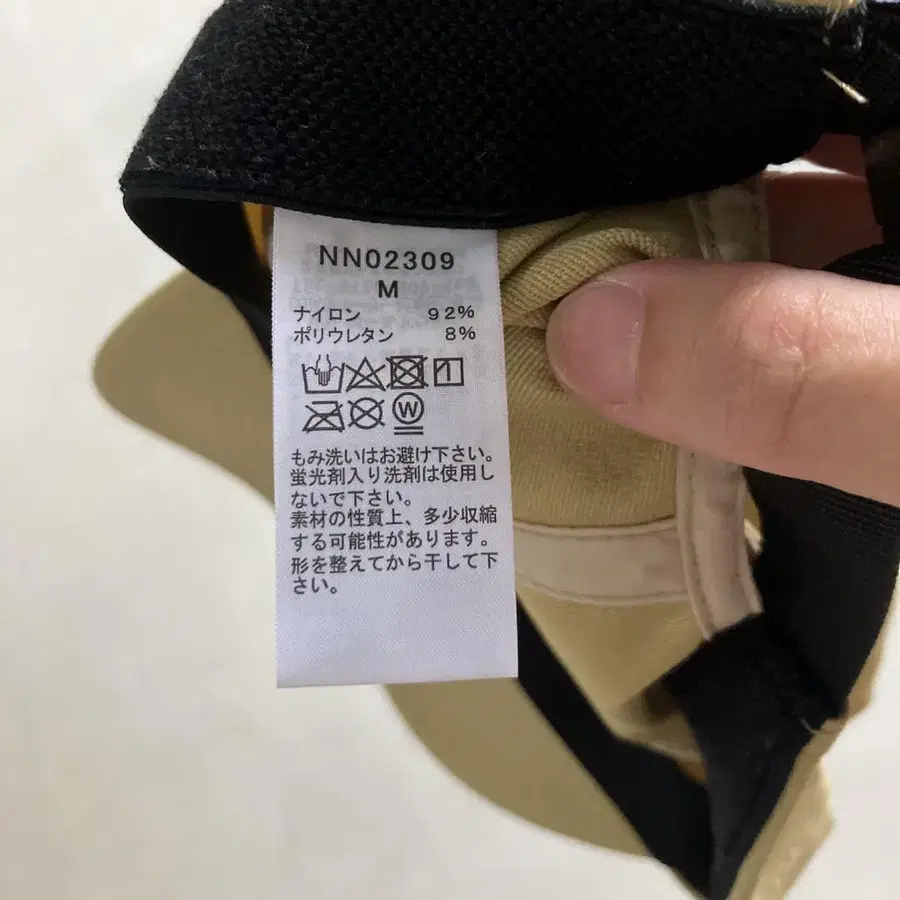 NN02309
M
ナイロン 92%
ポリウレタン 8%
W
もみ洗いはお避け下さい。
蛍光剤入り洗剤は使用し
ないで下さい。
素材の性質上、多少収縮
する可能性があります。
形を整えてから干して下
さい。